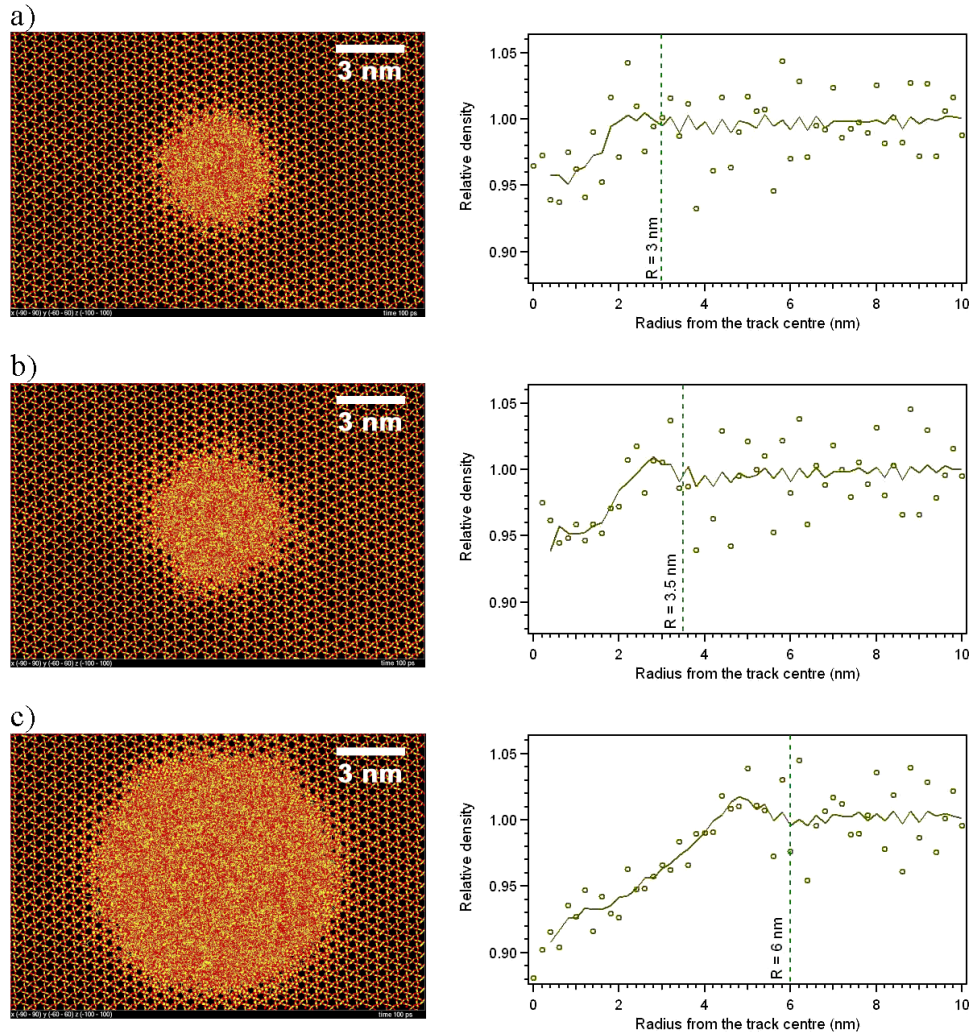 a)
3 nm
x (-90 - 90) y (-60 - 60) z (-100 - 100)
time 100 ps
1.05
1.00
0.95
0.90
Relative density
R = 3 nm
0
2
4
6
8
10
Radius from the track centre (nm)
b)
3 nm
x (-90 - 90) y (-60 - 60) z (-100 - 100)
time 100 ps
1.05
1.00
0.95
0.90
Relative density
R = 3.5 nm
0
2
4
6
8
10
Radius from the track centre (nm)
c)
3 nm
x (-90 - 90) y (-60 - 60) z (-100 - 100)
time 100 ps
1.05
1.00
0.95
0.90
Relative density
R = 6 nm
0
2
4
6
8
10
Radius from the track centre (nm)